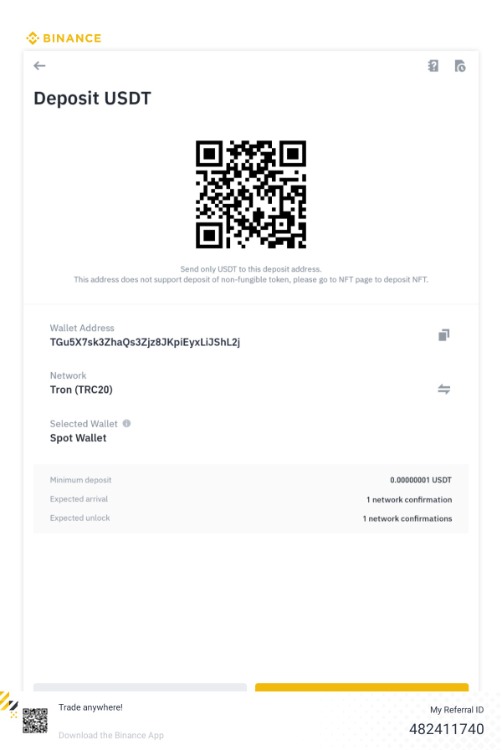 BINANCE
Deposit USDT
Send only USDT to this deposit address.
This address does not support deposit of non-fungible token, please go to NFT page to deposit NFT.
Wallet Address
TGu5X7sk3ZhaQs3Zjz8JKpiEyxLiJShL2j
Network
Tron (TRC20)
Selected Wallet
Spot Wallet
Minimum deposit 0.00000001 USDT
Expected arrival 1 network confirmation
Expected unlock 1 network confirmations
Trade anywhere!
Download the Binance App
My Referral ID
482411740